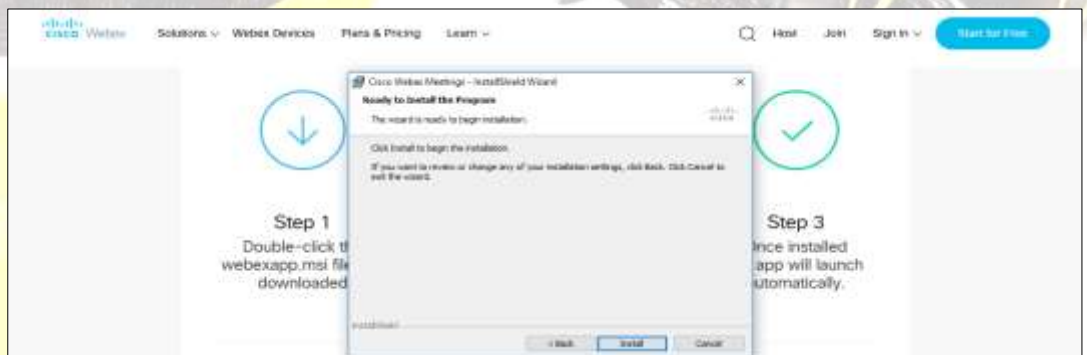 CISCO Webex Solutions Webex Devices Plans & Pricing Learn Host Join Sign In Start for Free
Cisco Webex Meetings - InstallShield Wizard
Ready to Install the Program
The wizard is ready to begin installation.
Click Install to begin the installation.
If you want to review or change any of your installation settings, click Back. Click Cancel to
exit the wizard.
InstallShield
< Back Install Cancel
Step 1
Double-click t
webexapp.msi file
downloaded
Step 3
nce installed
app will launch
utomatically.